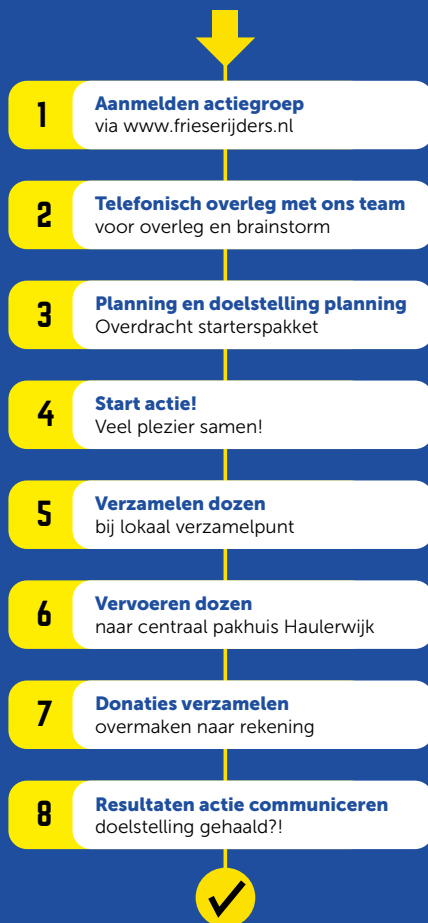 1
Aanmelden actiegroep
via www.frieserijders.nl
2
Telefonisch overleg met ons team
voor overleg en brainstorm
3
Planning en doelstelling planning
Overdracht starterspakket
4
Start actie!
Veel plezier samen!
5
Verzamelen dozen
bij lokaal verzamelpunt
6
Vervoeren dozen
naar centraal pakhuis Haulerwijk
7
Donaties verzamelen
overmaken naar rekening
8
Resultaten actie communiceren
doelstelling gehaald?!